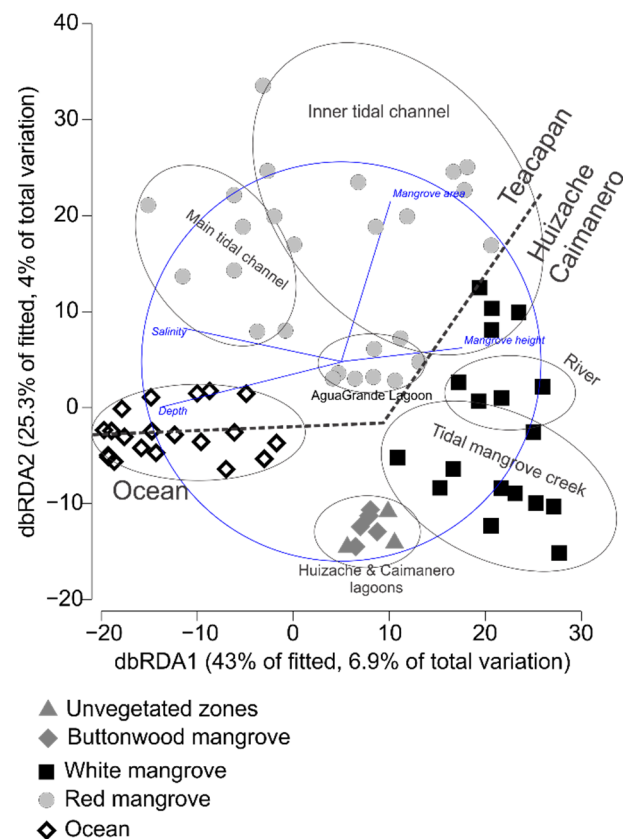 40
30
20
10
0
−10
−20
dbRDA2 (25.3% of fitted, 4% of total variation)
Inner tidal channel
Teacapan
Huizache
Caimanero
Mangrove area
Main tidal channel
Salinity
Mangrove height
River
AguaGrande Lagoon
Depth
Tidal mangrove creek
Ocean
Huizache & Caimanero
lagoons
−20
−10
0
10
20
30
dbRDA1 (43% of fitted, 6.9% of total variation)
Unvegetated zones
Buttonwood mangrove
White mangrove
Red mangrove
Ocean